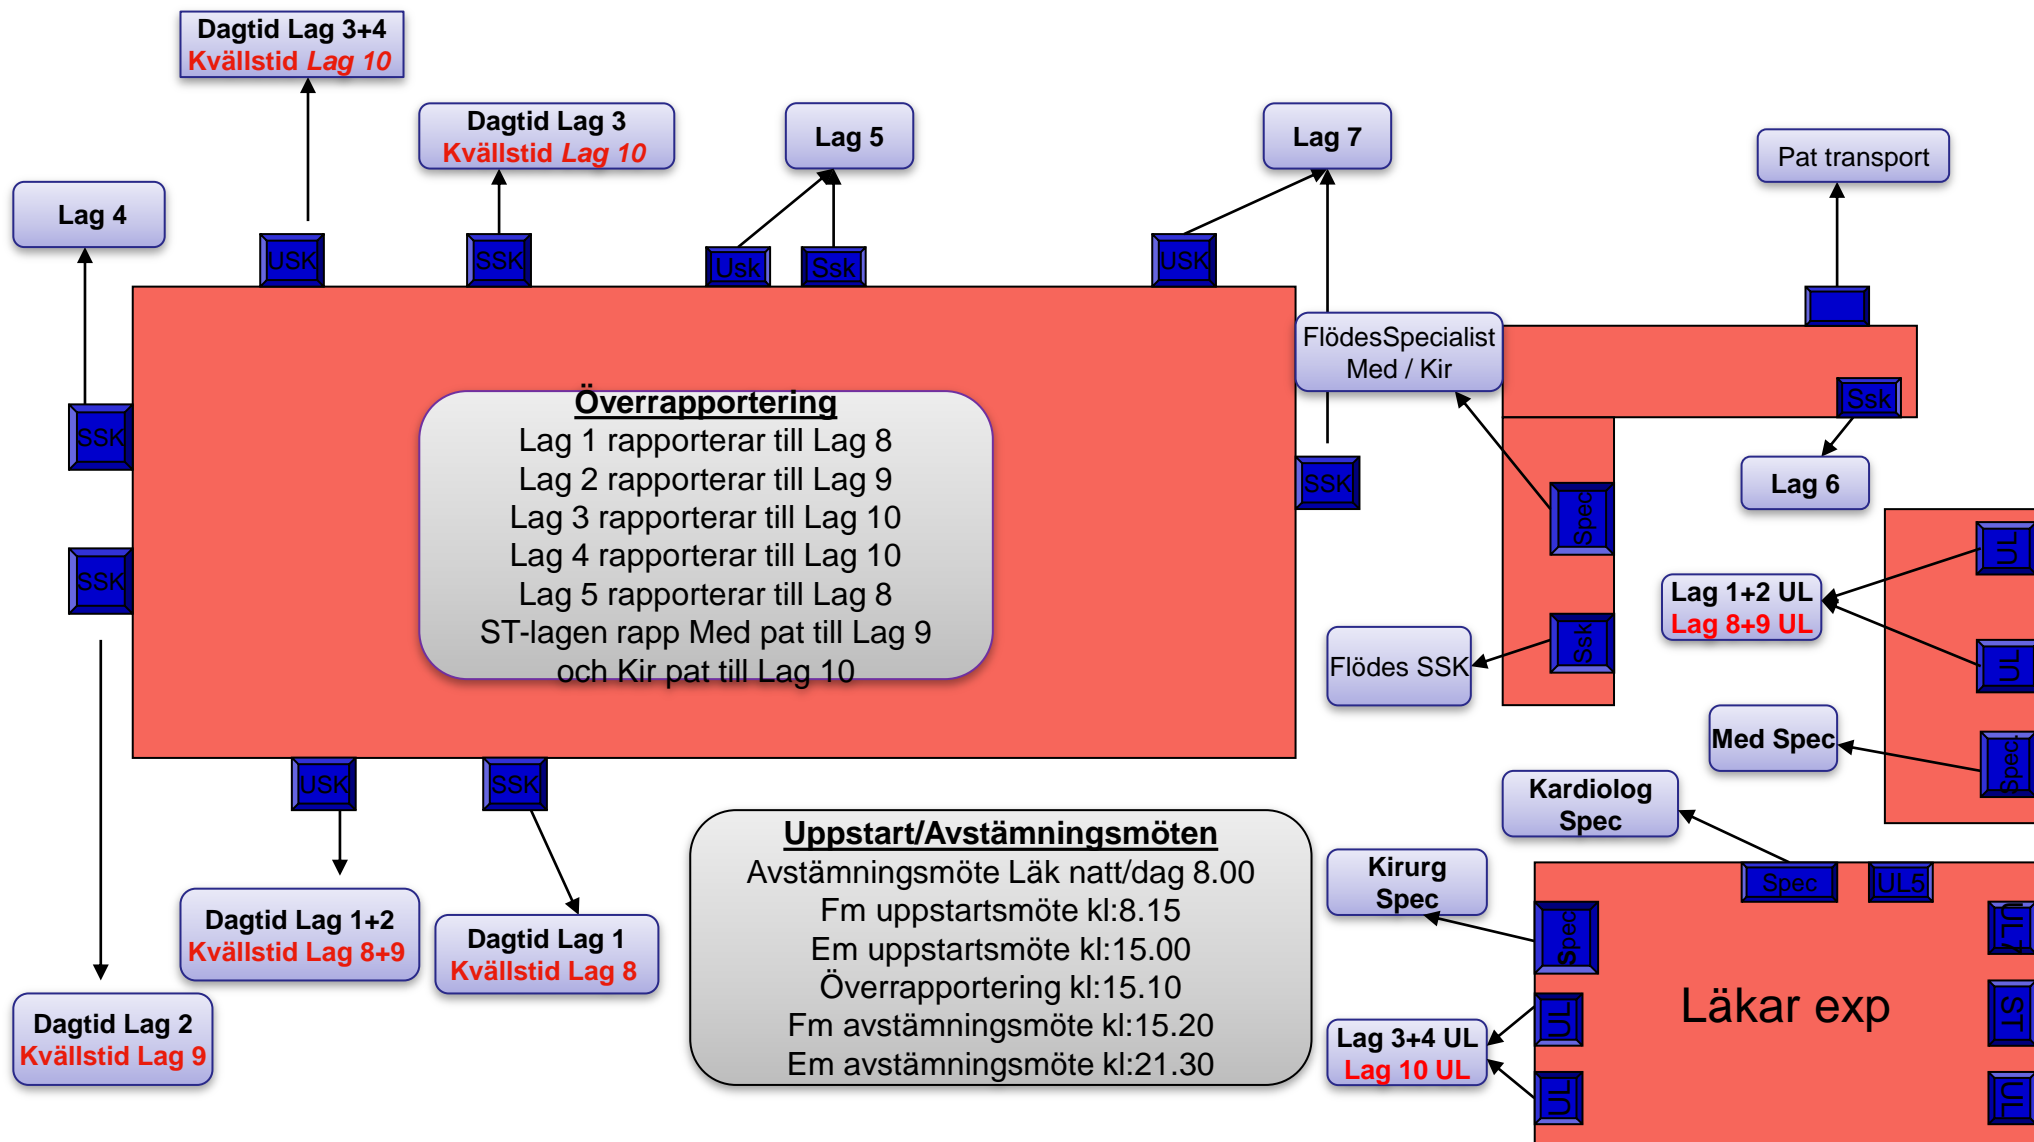 Dagtid Lag 3+4
Kvällstid Lag 10
Dagtid Lag 3
Kvällstid Lag 10
Lag 5
Lag 7
Pat transport
Lag 4
USK
SSK
Usk
Ssk
USK
FlödesSpecialist
Med / Kir
Ssk
Lag 6
SSK
SSK
SSK
Överrapportering
Lag 1 rapporterar till Lag 8
Lag 2 rapporterar till Lag 9
Lag 3 rapporterar till Lag 10
Lag 4 rapporterar till Lag 10
Lag 5 rapporterar till Lag 8
ST-lagen rapp Med pat till Lag 9
och Kir pat till Lag 10
Spec
Ssk
Flödes SSK
UL
UL
Lag 1+2 UL
Lag 8+9 UL
Med Spec
Spec.
USK
SSK
Dagtid Lag 1+2
Kvällstid Lag 8+9
Dagtid Lag 1
Kvällstid Lag 8
Dagtid Lag 2
Kvällstid Lag 9
Uppstart/Avstämningsmöten
Avstämningsmöte Läk natt/dag 8.00
Fm uppstartsmöte kl:8.15
Em uppstartsmöte kl:15.00
Överrapportering kl:15.10
Fm avstämningsmöte kl:15.20
Em avstämningsmöte kl:21.30
Kardiolog
Spec
Kirurg
Spec
Spec
UL5
Spec
UL7
Läkar exp
UL
ST
Lag 3+4 UL
Lag 10 UL
UL
UL